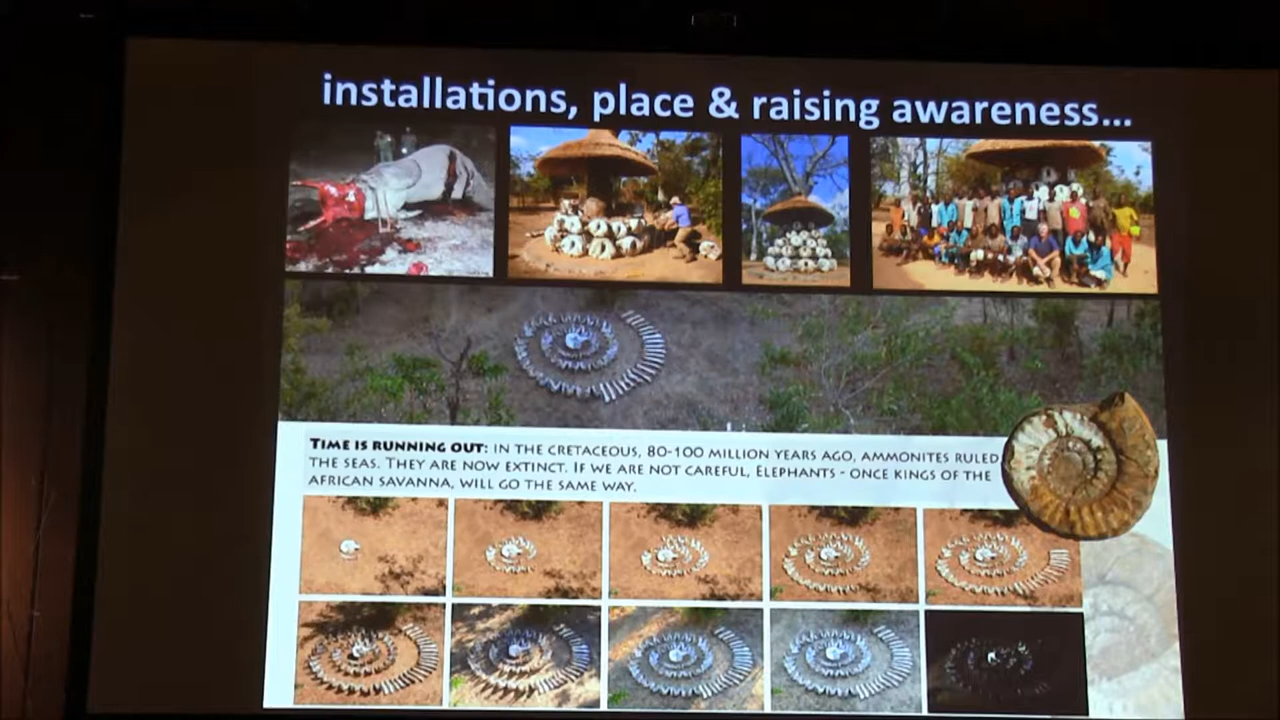 installations, place & raising awareness...
TIME IS RUNNING OUT: IN THE CRETACEOUS, 80-100 MILLION YEARS AGO, AMMONITES RULED
THE SEAS. THEY ARE NOW EXTINCT. IF WE ARE NOT CAREFUL, ELEPHANTS - ONCE KINGS OF THE
AFRICAN SAVANNA, WILL GO THE SAME WAY.